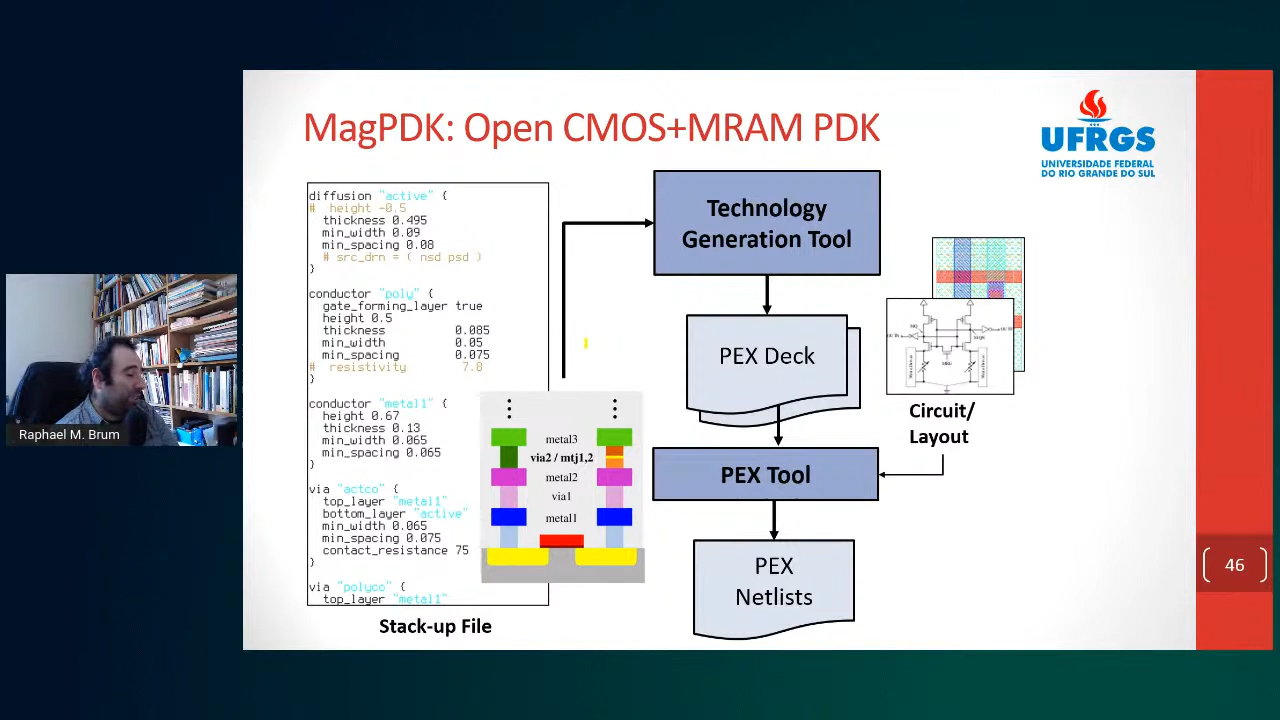 MagPDK: Open CMOS+MRAM PDK
UFRGS
UNIVERSIDADE FEDERAL
DO RIO GRANDE DO SUL
diffusion "active" {
# height -0.5
thickness 0.495
min_width 0.09
min_spacing 0.08
# src_drn = ( nsd psd )
}
conductor "poly" {
gate_forming_layer true
height 0.5
thickness 0.085
min_width 0.05
min_spacing 0.075
# resistivity 7.8
}
conductor "metal1" {
height 0.67
thickness 0.13
min_width 0.065
min_spacing 0.065
}
via "actco" {
top_layer "metal1"
bottom_layer "active"
min_width 0.065
min_spacing 0.075
contact_resistance 75
}
via "polyco" {
top_layer "metal1"
Stack-up File
metal3
via2 / mtj1,2
metal2
via1
metal1
Technology
Generation Tool
PEX Deck
PEX Tool
PEX
Netlists
Circuit/
Layout
46
Raphael M. Brum